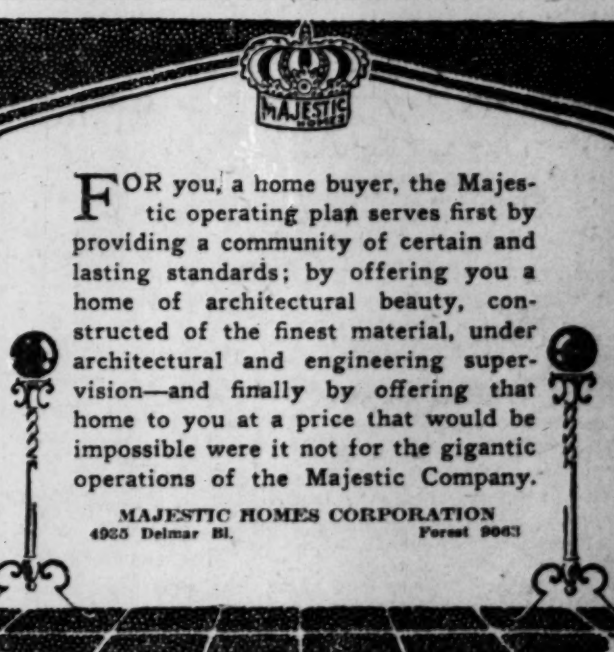 MAJESTIC
HOMES
FOR you, a home buyer, the Majes-
tic operating plan serves first by
providing a community of certain and
lasting standards; by offering you a
home of architectural beauty, con-
structed of the finest material, under
architectural and engineering super-
vision—and finally by offering that
home to you at a price that would be
impossible were it not for the gigantic
operations of the Majestic Company.
MAJESTIC HOMES CORPORATION
4935 Delmar Bl. Forest 9063